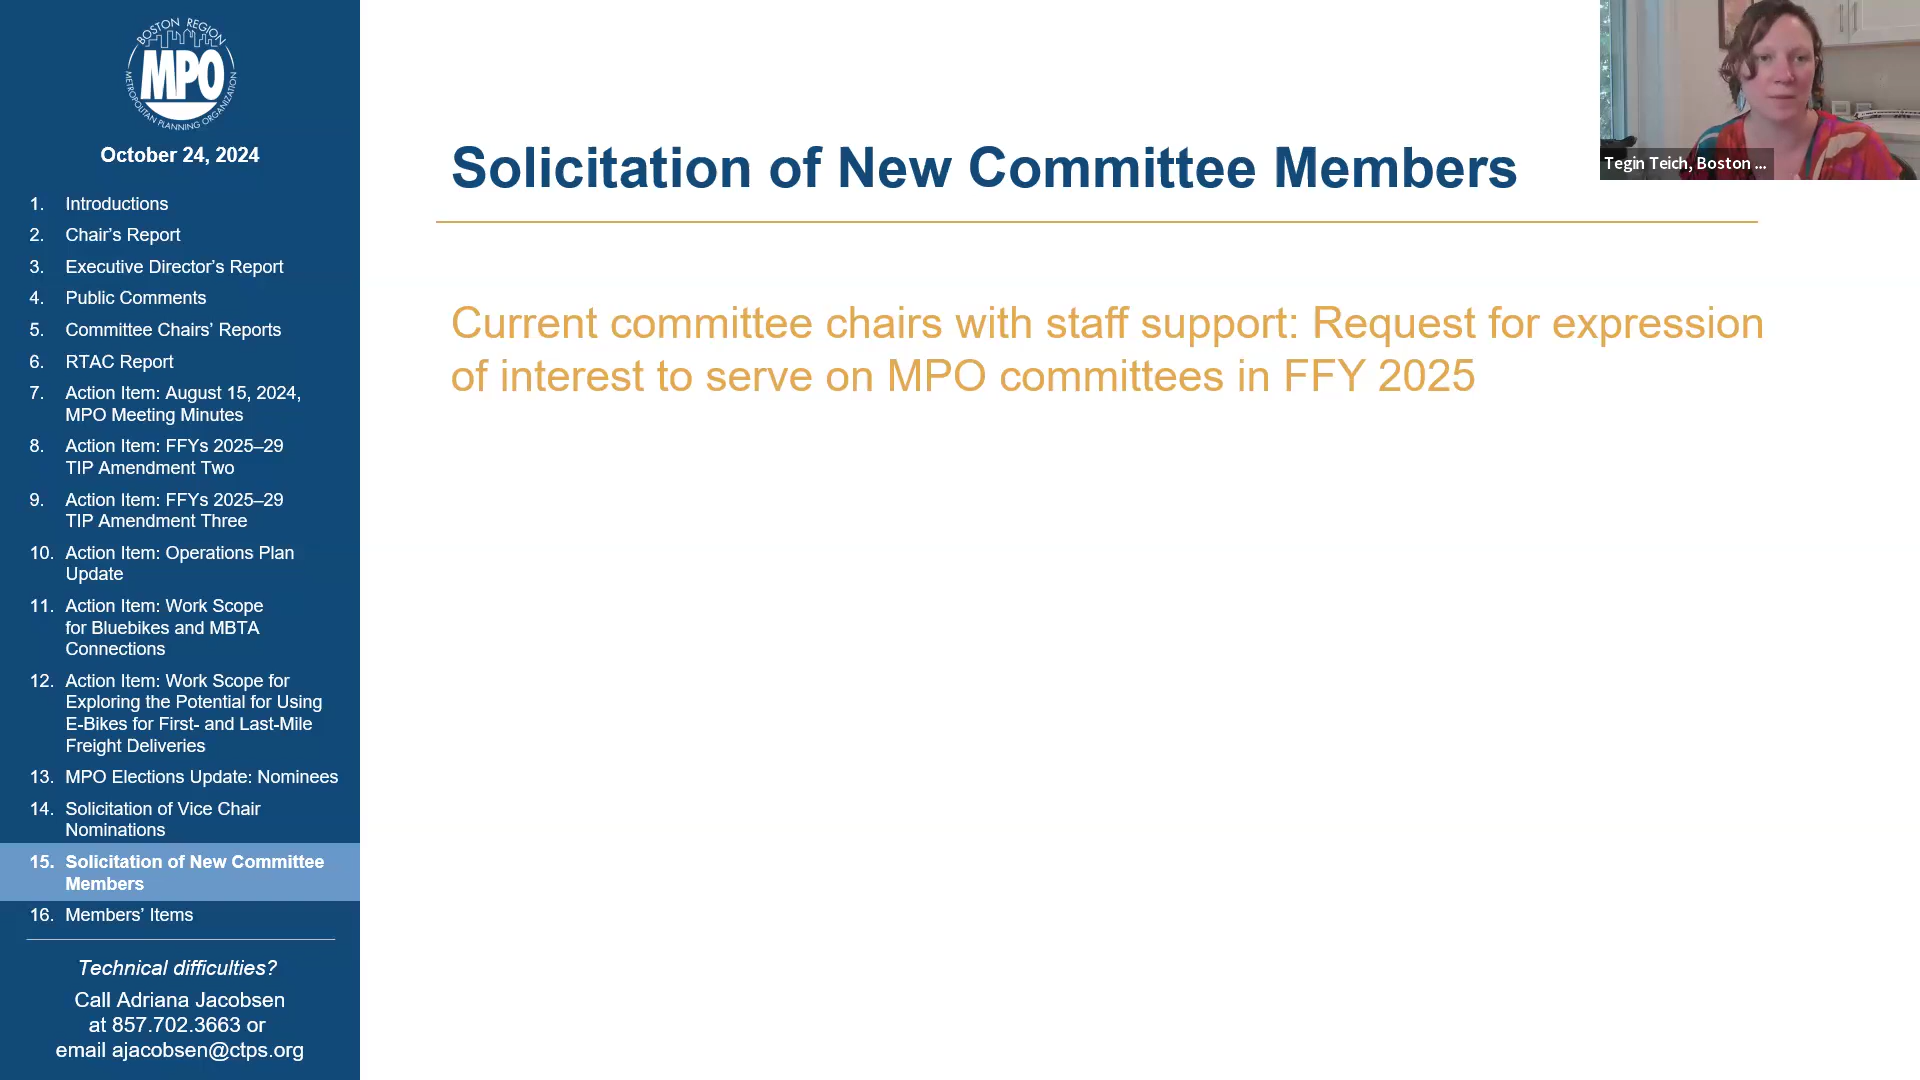 BOSTON REGION
MPO
METROPOLITAN PLANNING ORGANIZATION
October 24, 2024
1. Introductions
2. Chair’s Report
3. Executive Director’s Report
4. Public Comments
5. Committee Chairs’ Reports
6. RTAC Report
7. Action Item: August 15, 2024,
MPO Meeting Minutes
8. Action Item: FFYs 2025–29
TIP Amendment Two
9. Action Item: FFYs 2025–29
TIP Amendment Three
10. Action Item: Operations Plan
Update
11. Action Item: Work Scope
for Bluebikes and MBTA
Connections
12. Action Item: Work Scope for
Exploring the Potential for Using
E-Bikes for First- and Last-Mile
Freight Deliveries
13. MPO Elections Update: Nominees
14. Solicitation of Vice Chair
Nominations
15. Solicitation of New Committee
Members
16. Members’ Items
Technical difficulties?
Call Adriana Jacobsen
at 857.702.3663 or
email ajacobsen@ctps.org
Solicitation of New Committee Members
Current committee chairs with staff support: Request for expression
of interest to serve on MPO committees in FFY 2025
Tegin Teich, Boston ...